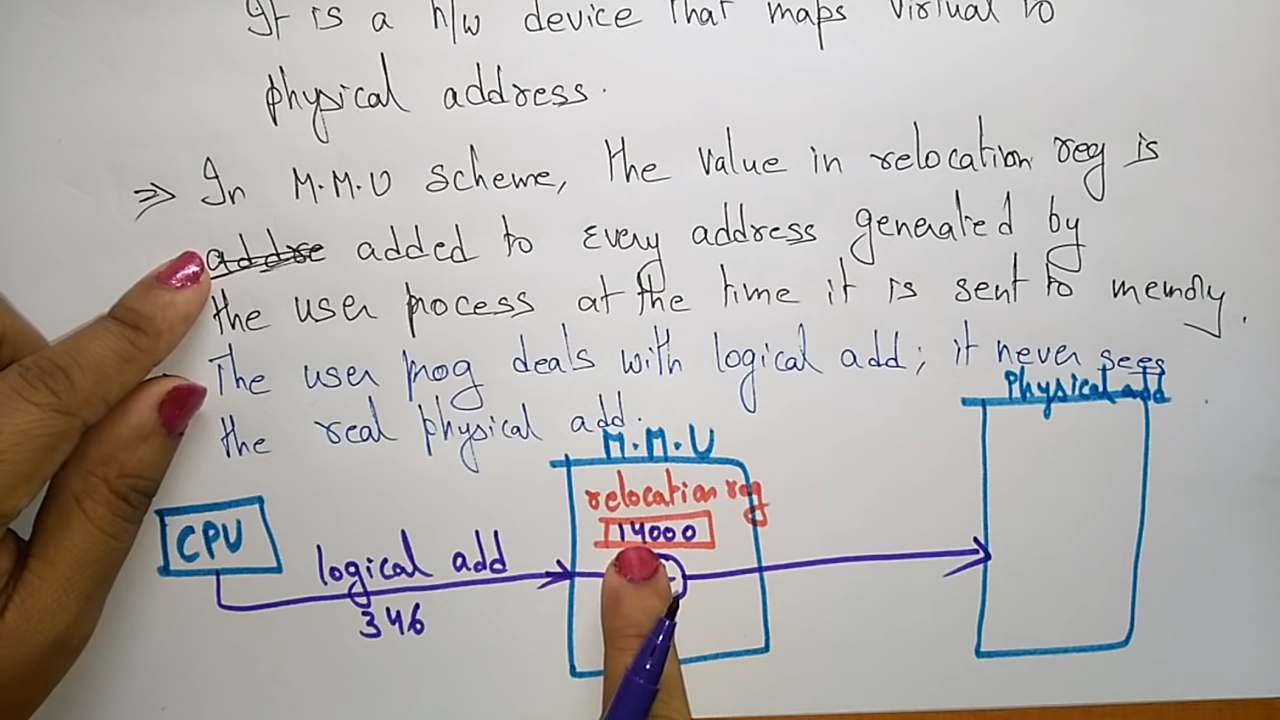 It is a h/w device that maps virtual to
physical address.
⇒ In M.M.U scheme, the value in relocation reg is
addre added to every address generated by
the user process at the time it is sent to memory.
The user prog deals with logical add; it never sees
the real physical add.
Physical add
M.M.U
relocation reg
14000
CPU
logical add
346